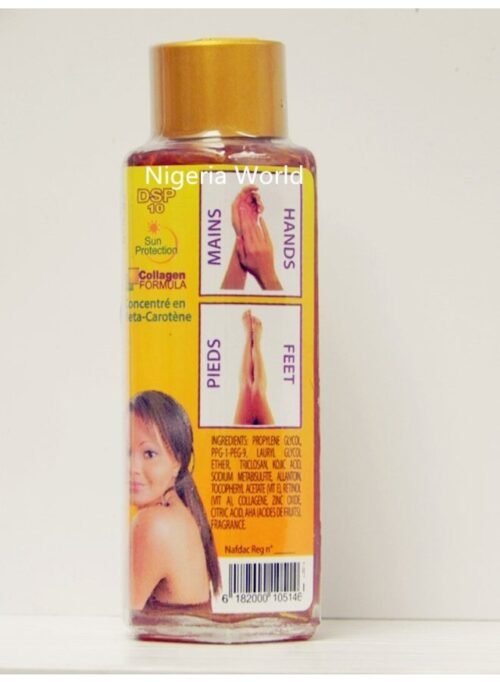 Nigeria World
DSP
10
Sun
Protection
Collagen
FORMULA
oncentré en
eta-Carotène
MAINS
HANDS
PIEDS
FEET
INGREDIENTS: PROPYLENE GLYCOL,
PPG-1-PEG-9, LAURYL GLYCOL
ETHER, TRICLOSAN, KOJIC ACID,
SODIUM METABISULFITE, ALLANTOIN,
TOCOPHERYL ACETATE (VIT E), RETINOL
(VIT A), COLLAGENE, ZINC OXIDE,
CITRIC ACID, AHA (ACIDES DE FRUITS),
FRAGRANCE.
Nafdac Reg n°
6 182000 105146